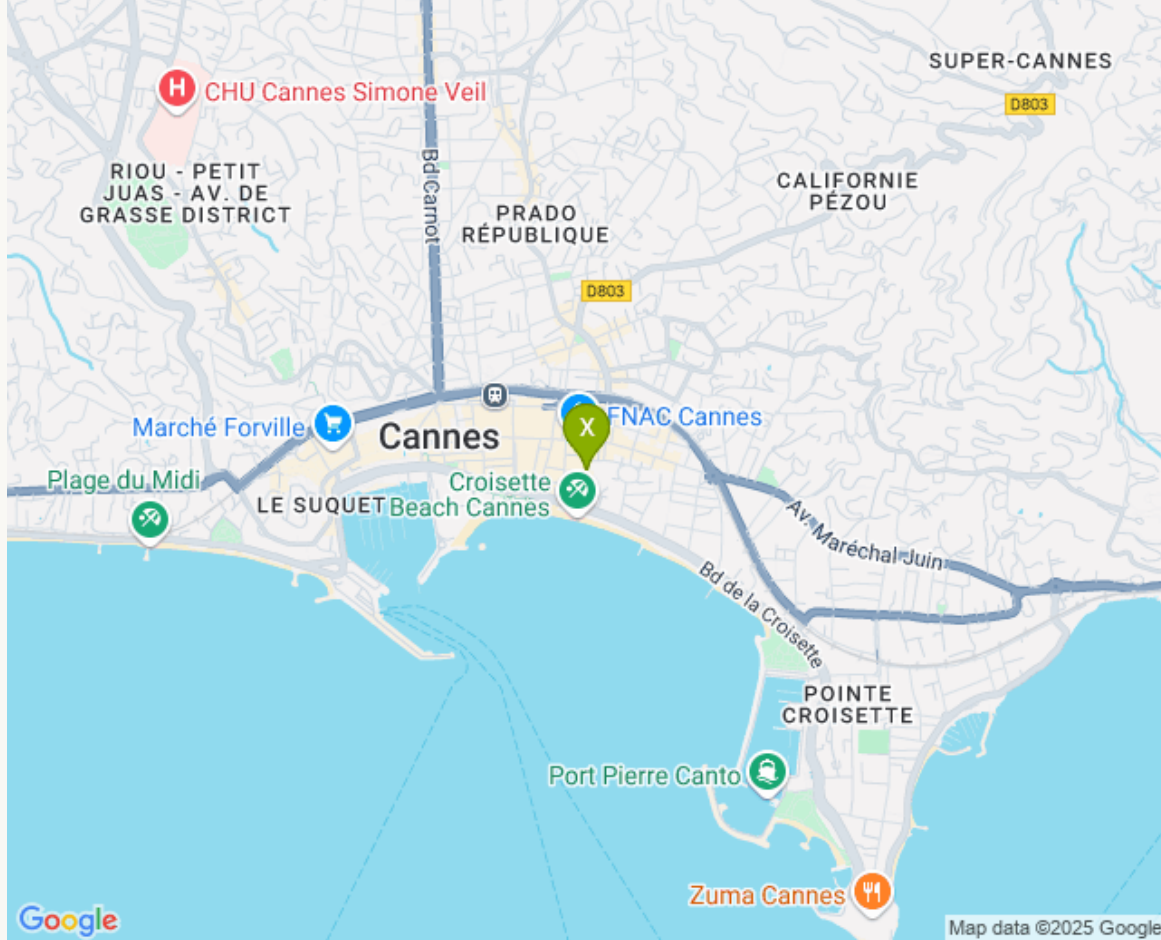 SUPER-CANNES
D803
H
CHU Cannes Simone Veil
Bd Carnot
RIOU - PETIT
JUAS - AV. DE
GRASSE DISTRICT
CALIFORNIE
PÉZOU
PRADO
RÉPUBLIQUE
D803
Marché Forville
Cannes
X
FNAC Cannes
Plage du Midi
Croisette
Beach Cannes
LE SUQUET
Av. Maréchal Juin
Bd de la Croisette
POINTE
CROISETTE
Port Pierre Canto
Zuma Cannes
Google
Map data ©2025 Google